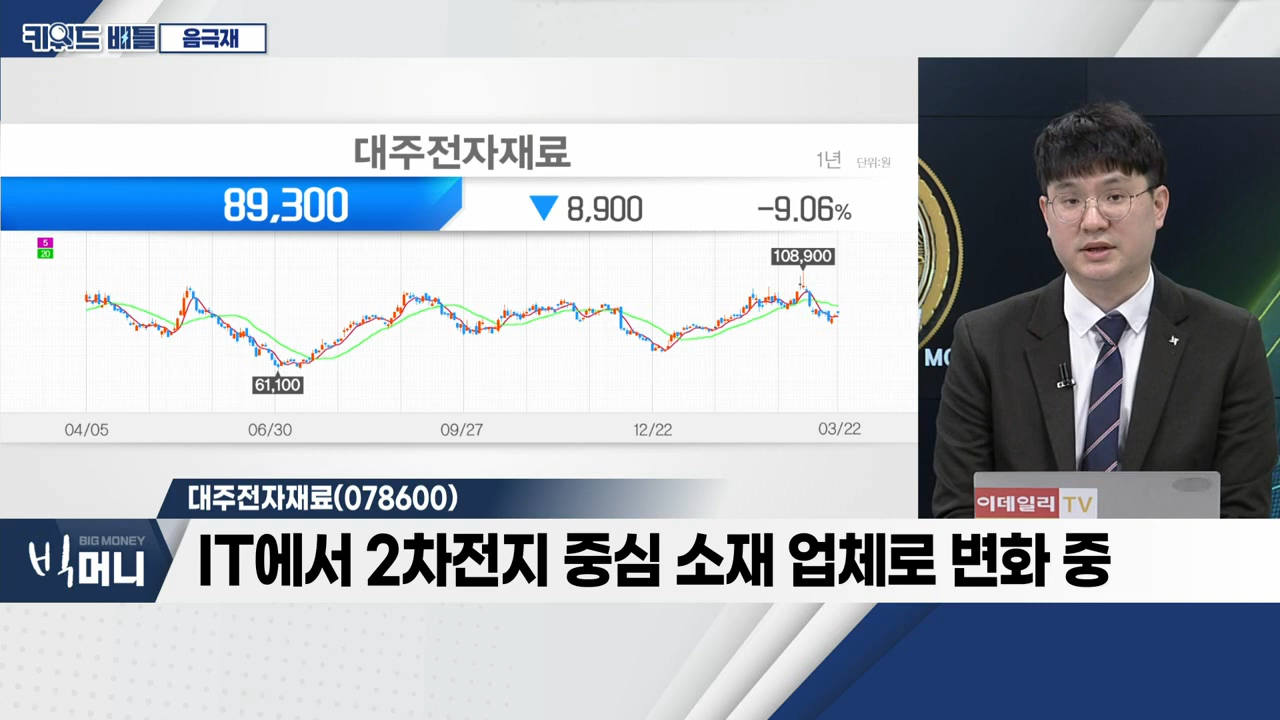 키워드 배틀 음극재
대주전자재료
1년 단위:원
89,300 ▼ 8,900 -9.06%
5
20
108,900
61,100
04/05 06/30 09/27 12/22 03/22
대주전자재료(078600)
빅머니 BIG MONEY
IT에서 2차전지 중심 소재 업체로 변화 중
이데일리TV